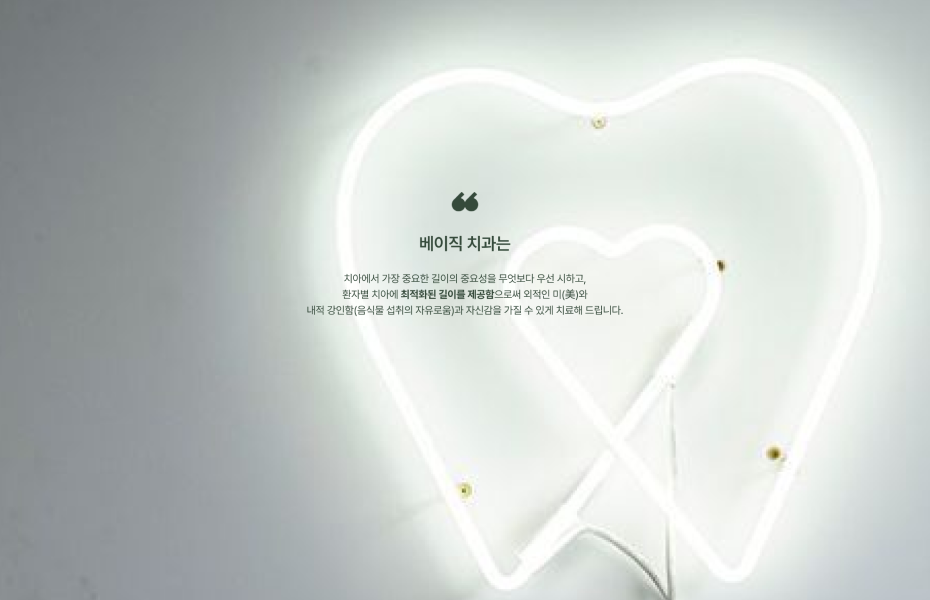 ❝
베이직 치과는
치아에서 가장 중요한 길이의 중요성을 무엇보다 우선 시하고,
환자별 치아에 최적화된 길이를 제공함으로써 외적인 미(美)와
내적 강인함(음식물 섭취의 자유로움)과 자신감을 가질 수 있게 치료해 드립니다.